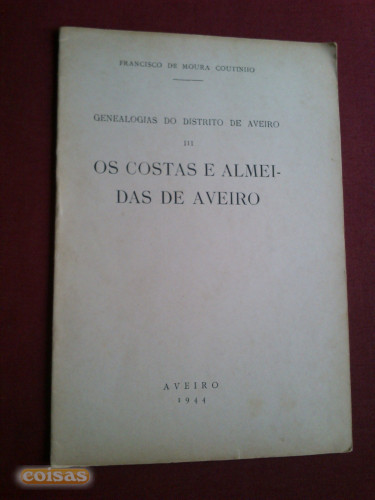 FRANCISCO DE MOURA COUTINHO
GENEALOGIAS DO DISTRITO DE AVEIRO
III
OS COSTAS E ALMEI-
DAS DE AVEIRO
AVEIRO
1944
coisas